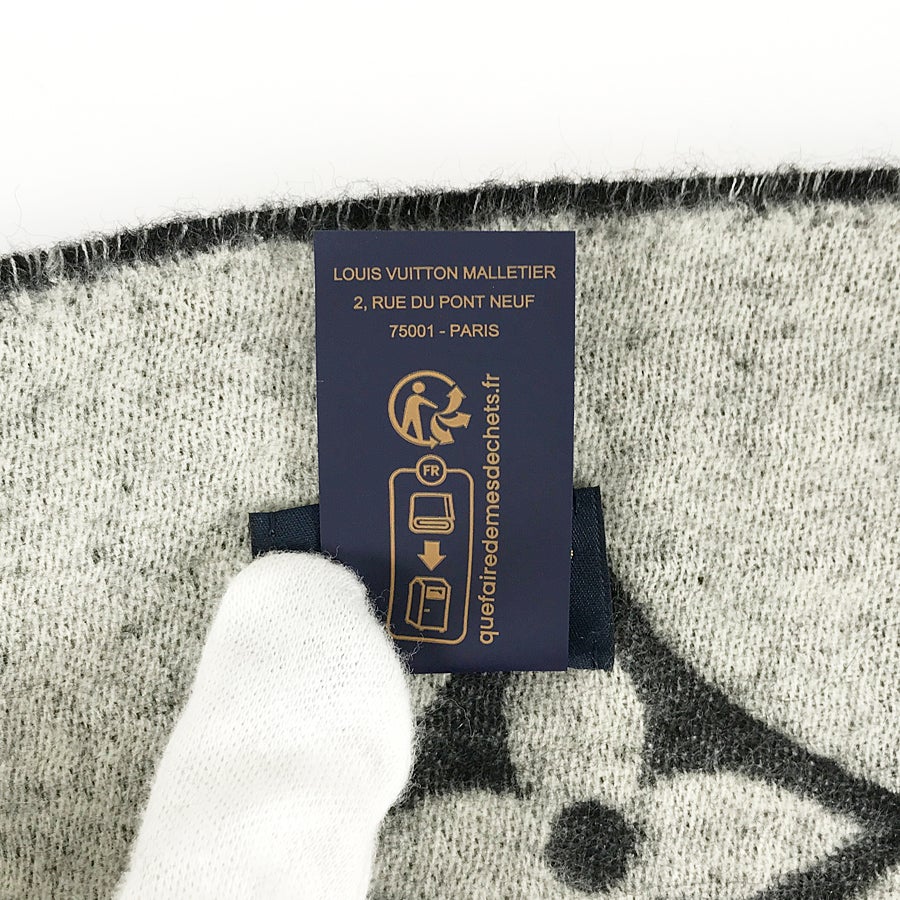 LOUIS VUITTON MALLETIER
2, RUE DU PONT NEUF
75001 - PARIS
FR
quefairedemesdechets.fr